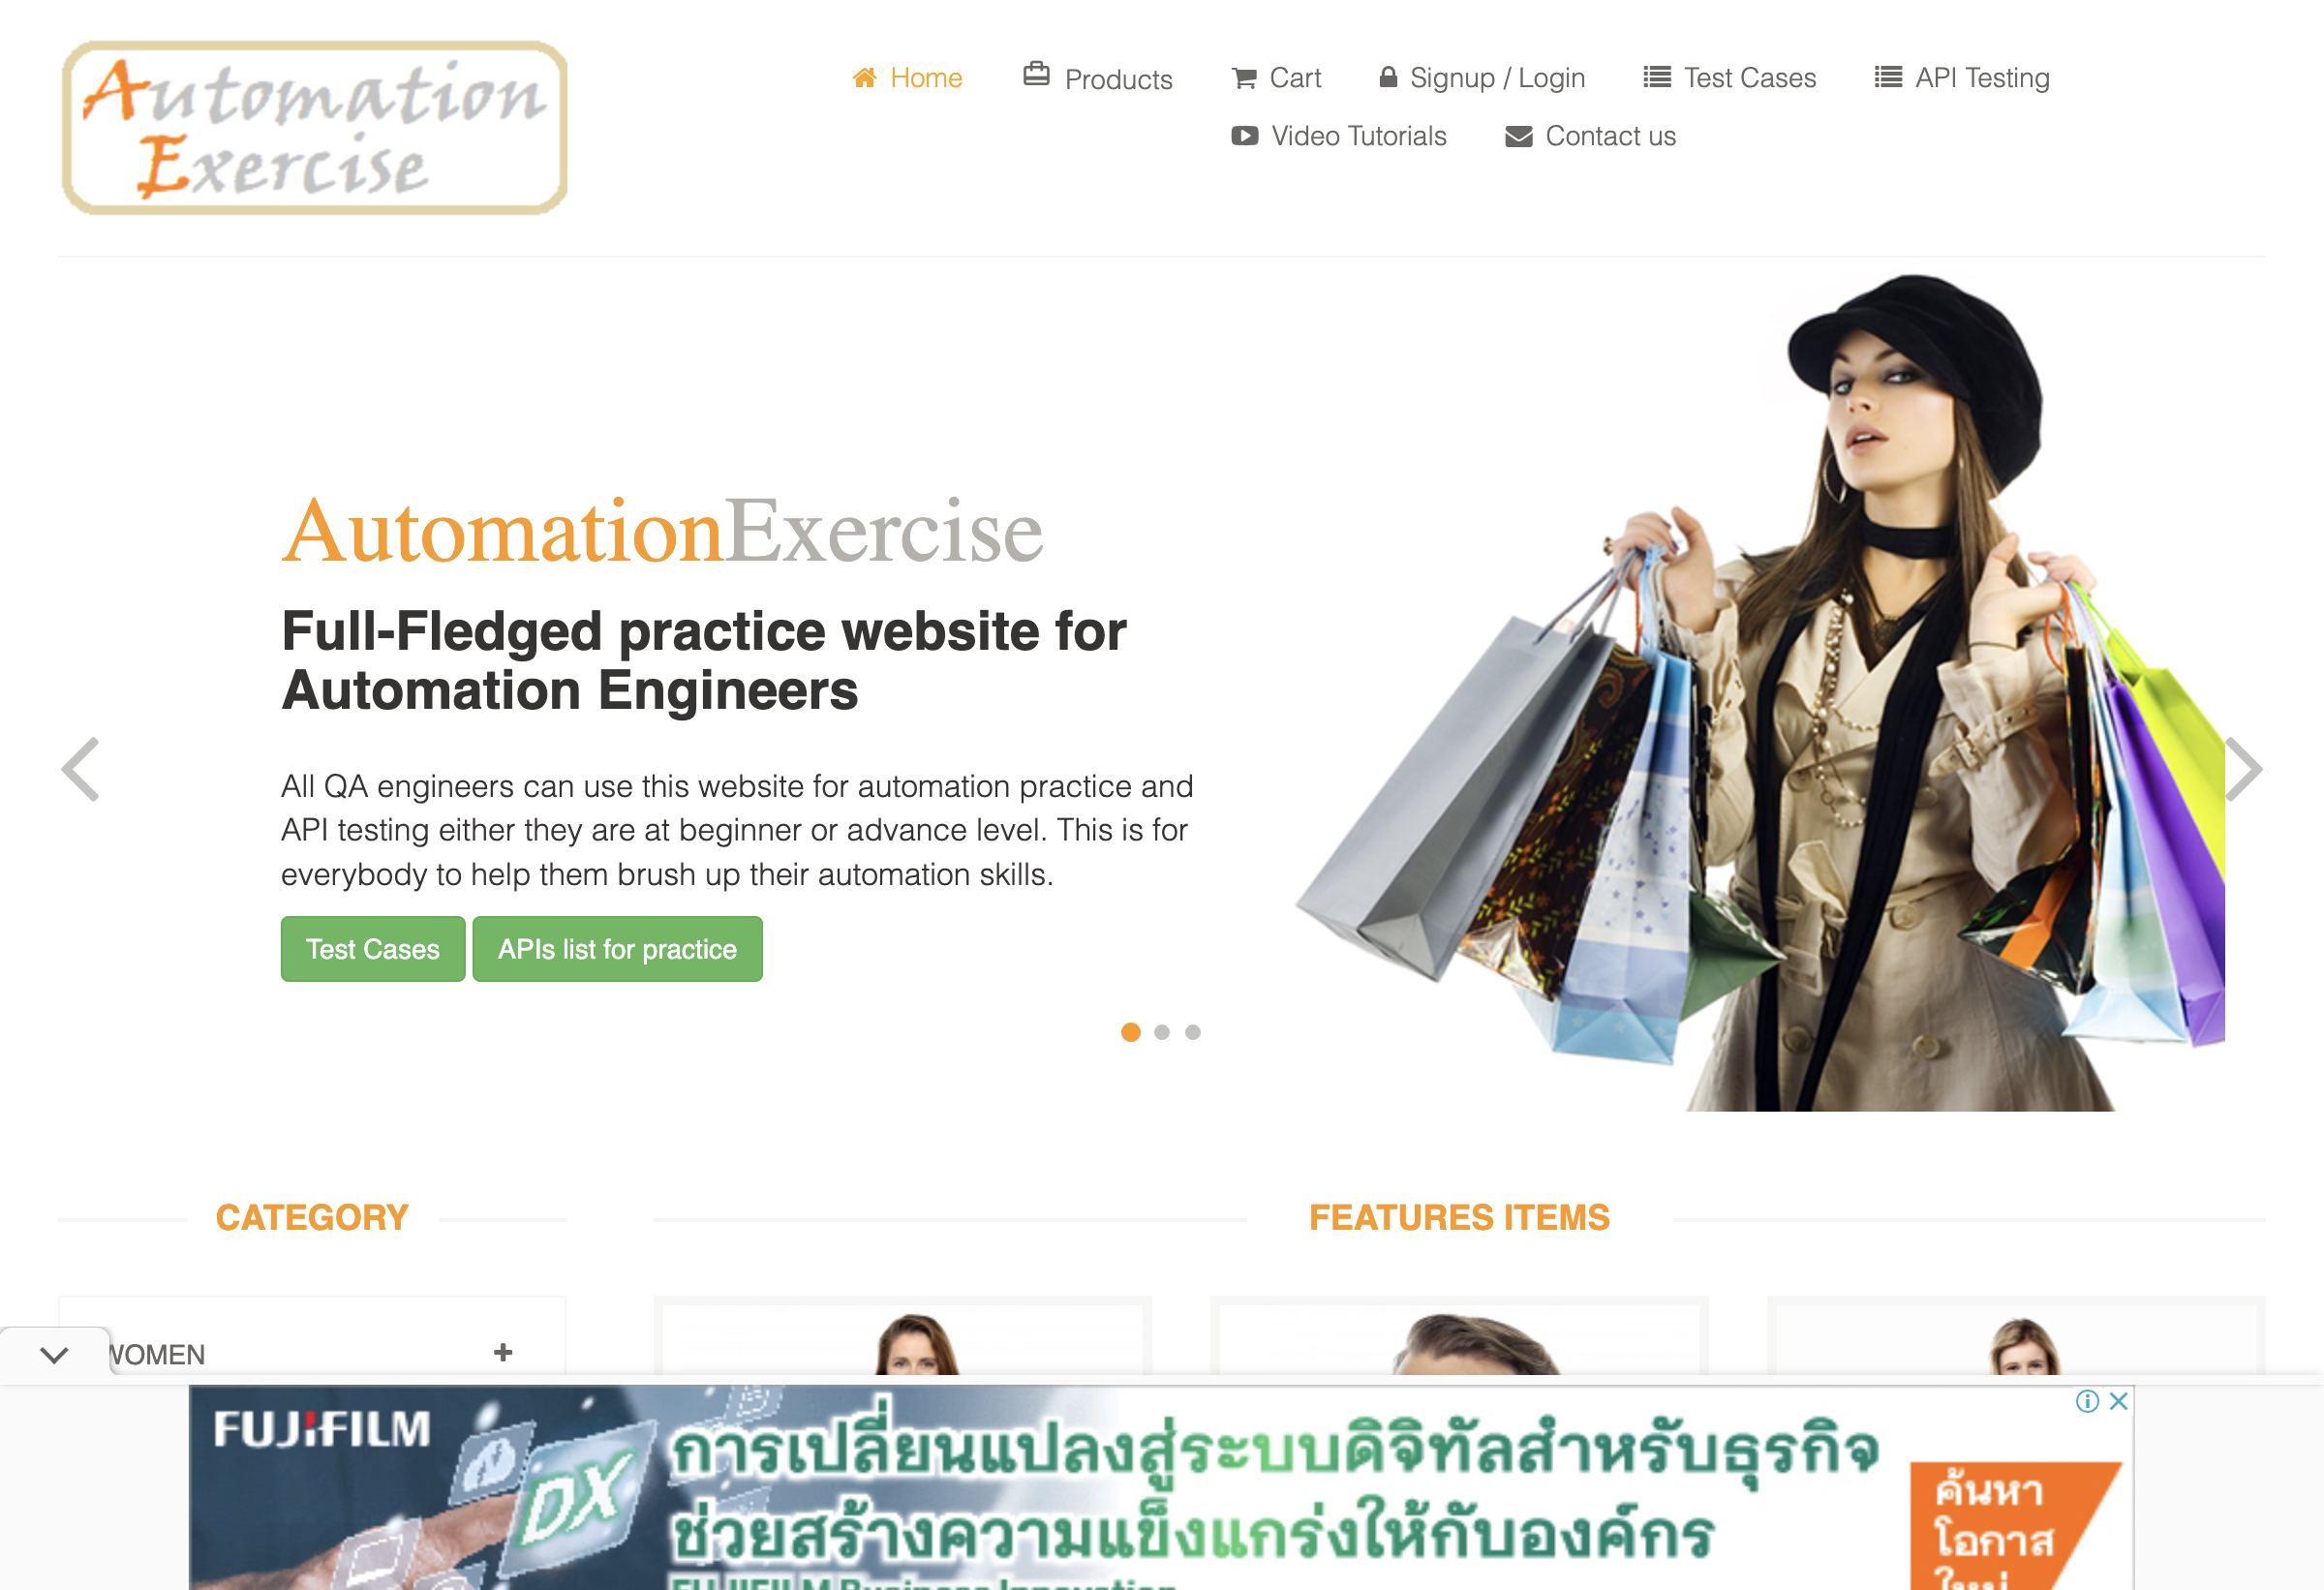 Automation
Exercise
Home
Products
Cart
Signup / Login
Test Cases
API Testing
Video Tutorials
Contact us
AutomationExercise
Full-Fledged practice website for
Automation Engineers
All QA engineers can use this website for automation practice and
API testing either they are at beginner or advance level. This is for
everybody to help them brush up their automation skills.
Test Cases
APIs list for practice
CATEGORY
FEATURES ITEMS
WOMEN
FUJIFILM
DX
การเปลี่ยนแปลงสู่ระบบดิจิทัลสำหรับธุรกิจ
ช่วยสร้างความแข็งแกร่งให้กับองค์กร
FUJIFILM Business Innovation
ค้นหา
โอกาส
ใหม่